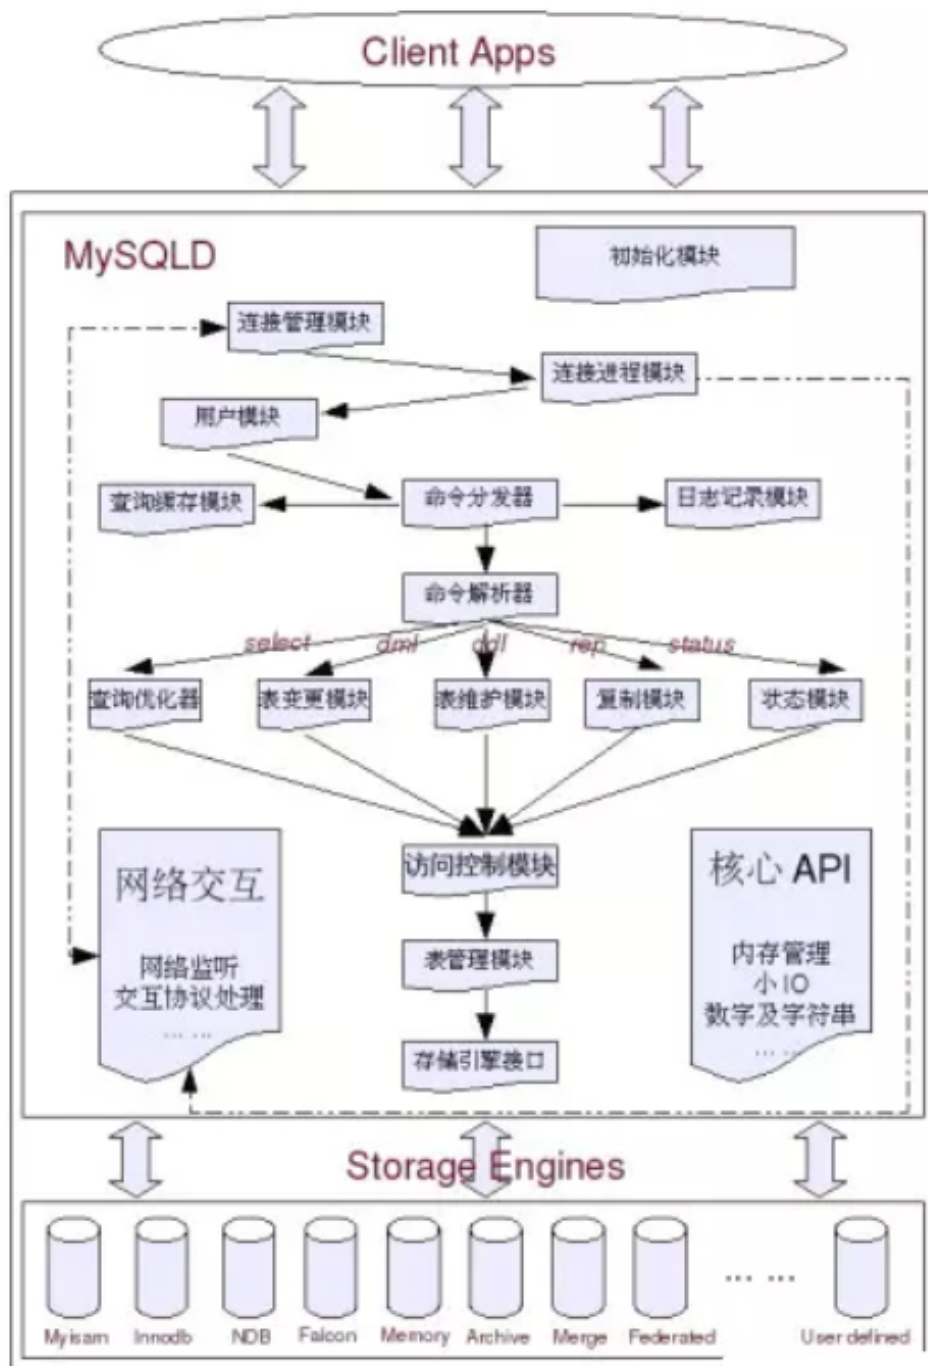 Client Apps
MySQLD
初始化模块
连接管理模块
连接进程模块
用户模块
查询缓存模块
命令分发器
日志记录模块
命令解析器
select
dml
ddl
rep
status
查询优化器
表变更模块
表维护模块
复制模块
状态模块
网络交互
网络监听
交互协议处理
... ...
访问控制模块
表管理模块
存储引擎接口
核心 API
内存管理
小 IO
数字及字符串
... ...
Storage Engines
Myisam
Innodb
NDB
Falcon
Memory
Archive
Merge
Federated
... ...
User defined